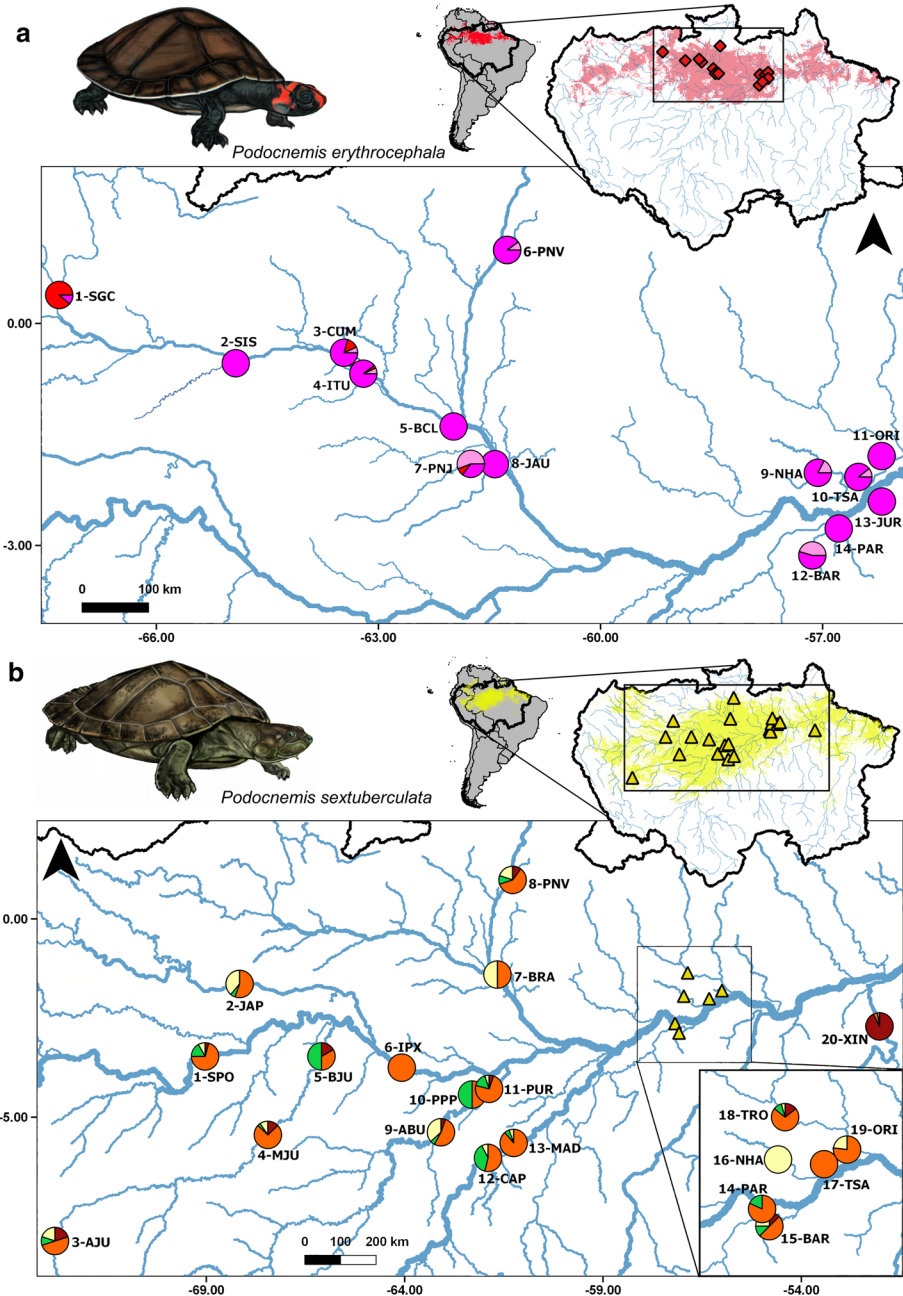 a
Podocnemis erythrocephala
6-PNV
1-SGC
0.00
2-SIS
3-CUM
4-ITU
5-BCL
7-PNJ
8-JAU
11-ORI
9-NHA
10-TSA
13-JUR
14-PAR
12-BAR
-3.00
0 100 km
-66.00 -63.00 -60.00 -57.00
b
Podocnemis sextuberculata
8-PNV
0.00
7-BRA
2-JAP
20-XIN
6-IPX
1-SPO
5-BJU
10-PPP
11-PUR
-5.00
9-ABU
13-MAD
4-MJU
12-CAP
18-TRO
19-ORI
16-NHA
17-TSA
14-PAR
15-BAR
3-AJU
0 100 200 km
-69.00 -64.00 -59.00 -54.00